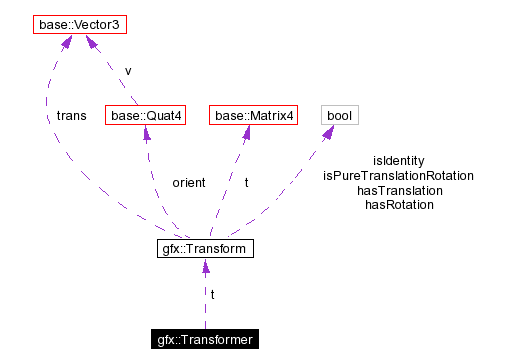 base::Vector3
v
trans
base::Quat4
base::Matrix4
bool
orient
t
isIdentity
isPureTranslationRotation
hasTranslation
hasRotation
gfx::Transform
t
gfx::Transformer